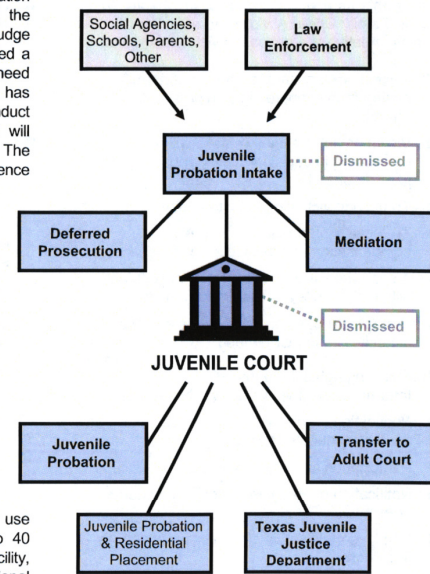 ation
the
udge
ed a
need
has
nduct
will
The
ence
Social Agencies,
Schools, Parents,
Other
Law
Enforcement
Juvenile
Probation Intake
Dismissed
Deferred
Prosecution
Mediation
Dismissed
JUVENILE COURT
Juvenile
Probation
Transfer to
Adult Court
use
o 40
cility,
Juvenile Probation
& Residential
Placement
Texas Juvenile
Justice
Department